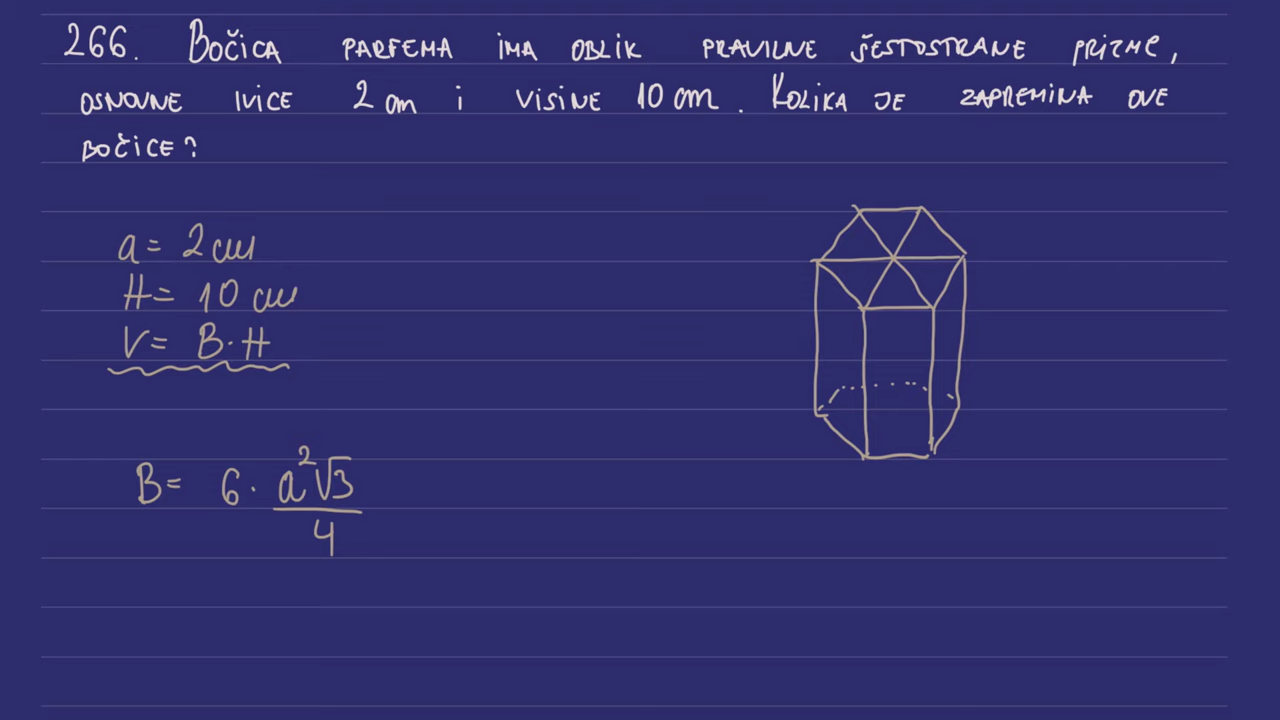 266. BOČICA PARFEMA IMA OBLIK PRAVILNE ŠESTOSTRANE PRIZME,
OSNOVNE IVICE 2 cm i VISINE 10 cm. KOLIKA JE ZAPREMINA OVE
BOČICE?
a = 2 cm
H = 10 cm
V = B·H
B = 6 · a²√3/4